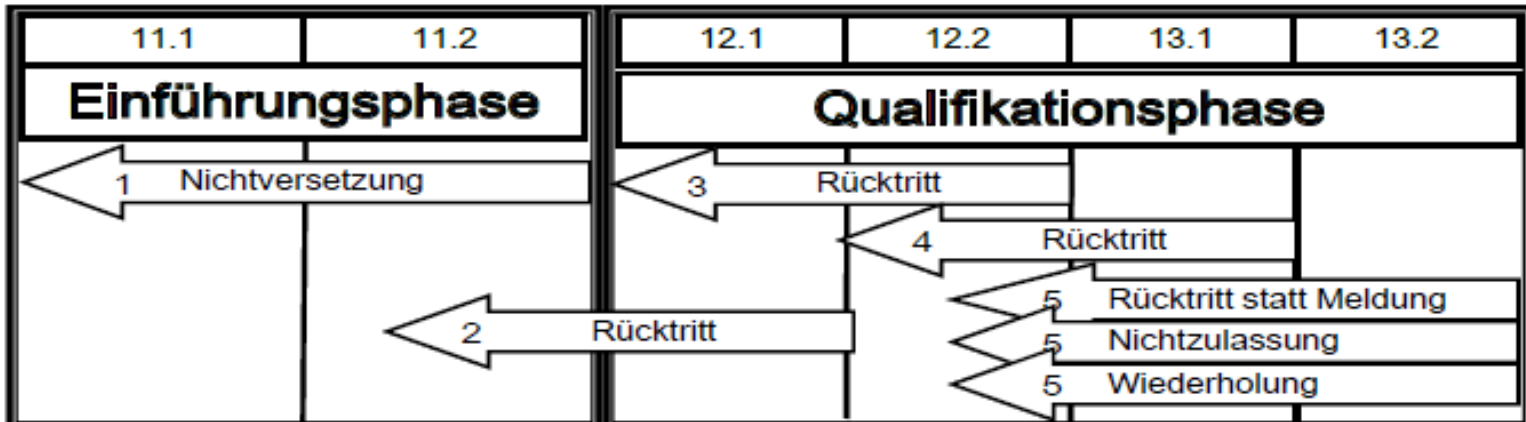 11.1 11.2 12.1 12.2 13.1 13.2
Einführungsphase Qualifikationsphase
1 Nichtversetzung 3 Rücktritt
4 Rücktritt
5 Rücktritt statt Meldung
2 Rücktritt 5 Nichtzulassung
5 Wiederholung